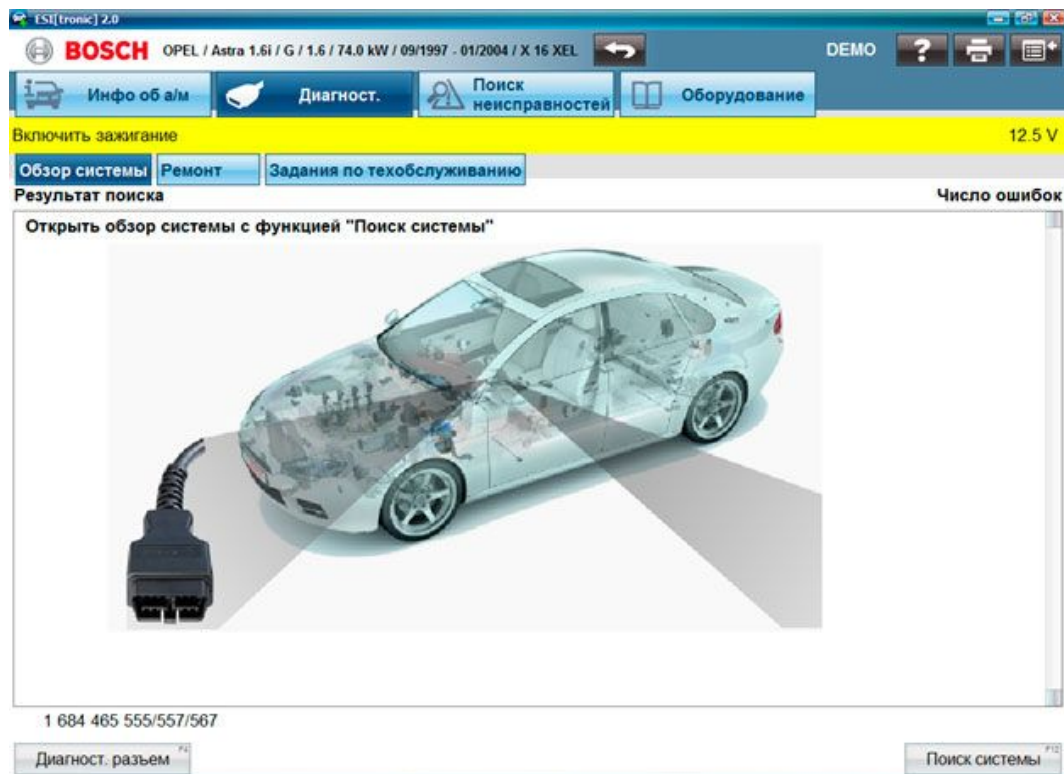 ESI[tronic] 2.0
BOSCH OPEL / Astra 1.6i / G / 1.6 / 74.0 kW / 09/1997 - 01/2004 / X 16 XEL DEMO ?
Инфо об а/м Диагност. Поиск неисправностей Оборудование
Включить зажигание 12.5 V
Обзор системы Ремонт Задания по техобслуживанию
Результат поиска Число ошибок
Открыть обзор системы с функцией "Поиск системы"
1 684 465 555/557/567
Диагност. разъем Поиск системы F12